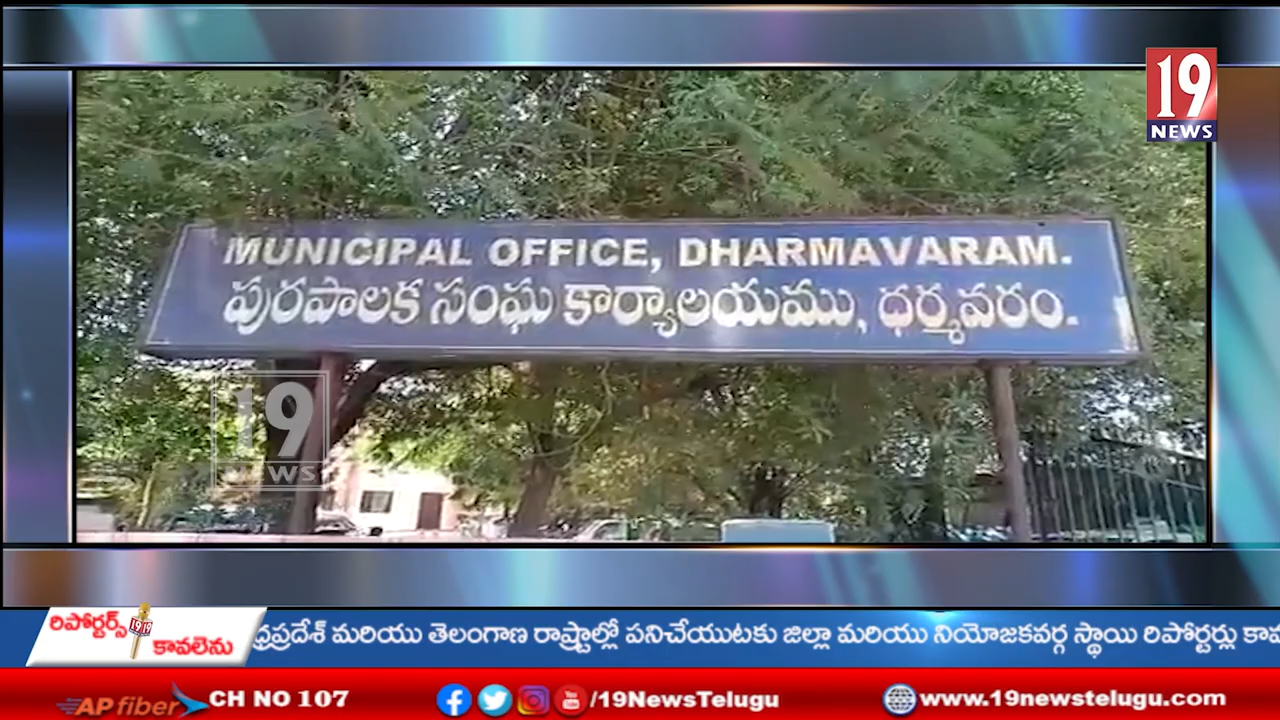 19
NEWS
MUNICIPAL OFFICE, DHARMAVARAM.
పురపాలక సంఘ కార్యాలయము, ధర్మవరం.
19
NEWS
రిపోర్టర్స్
కావలెను
ధ్రప్రదేశ్ మరియు తెలంగాణ రాష్ట్రాల్లో పనిచేయుటకు జిల్లా మరియు నియోజకవర్గ స్థాయి రిపోర్టర్లు కావ
AP fiber CH NO 107
/19NewsTelugu
www.19newstelugu.com